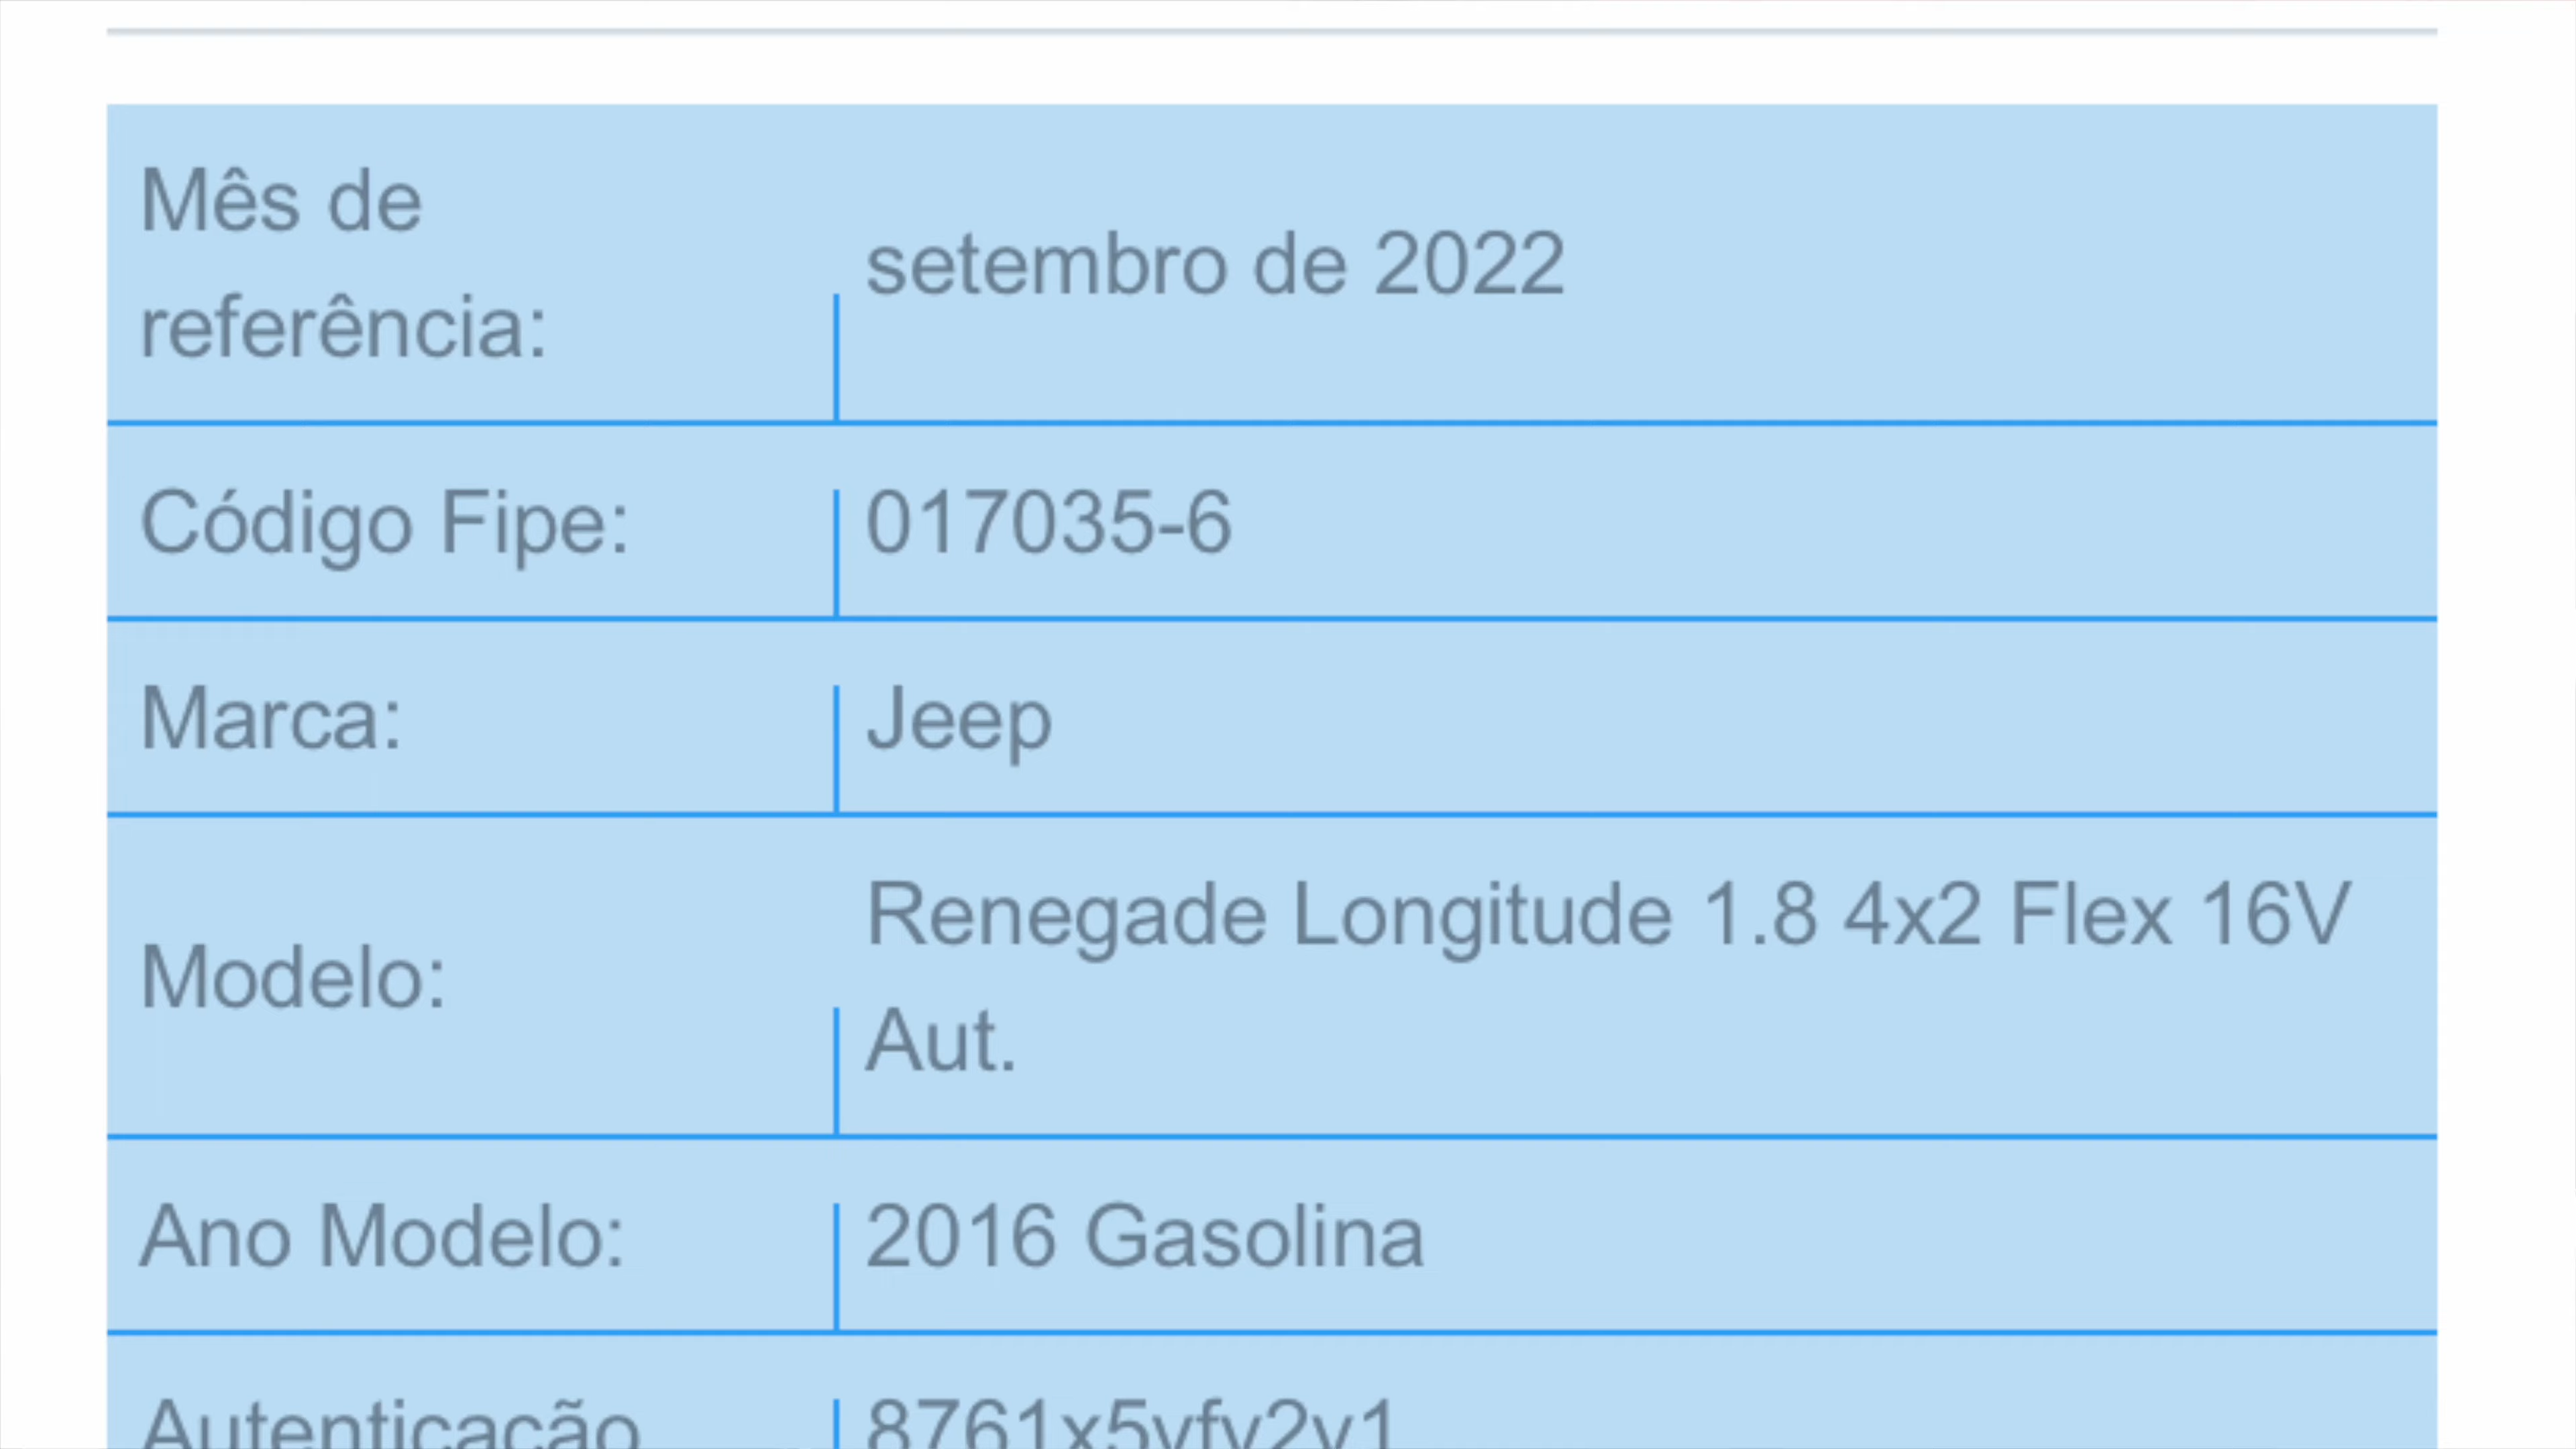 Mês de
referência:
setembro de 2022
Código Fipe:
017035-6
Marca:
Jeep
Modelo:
Renegade Longitude 1.8 4x2 Flex 16V
Aut.
Ano Modelo:
2016 Gasolina
Autenticação